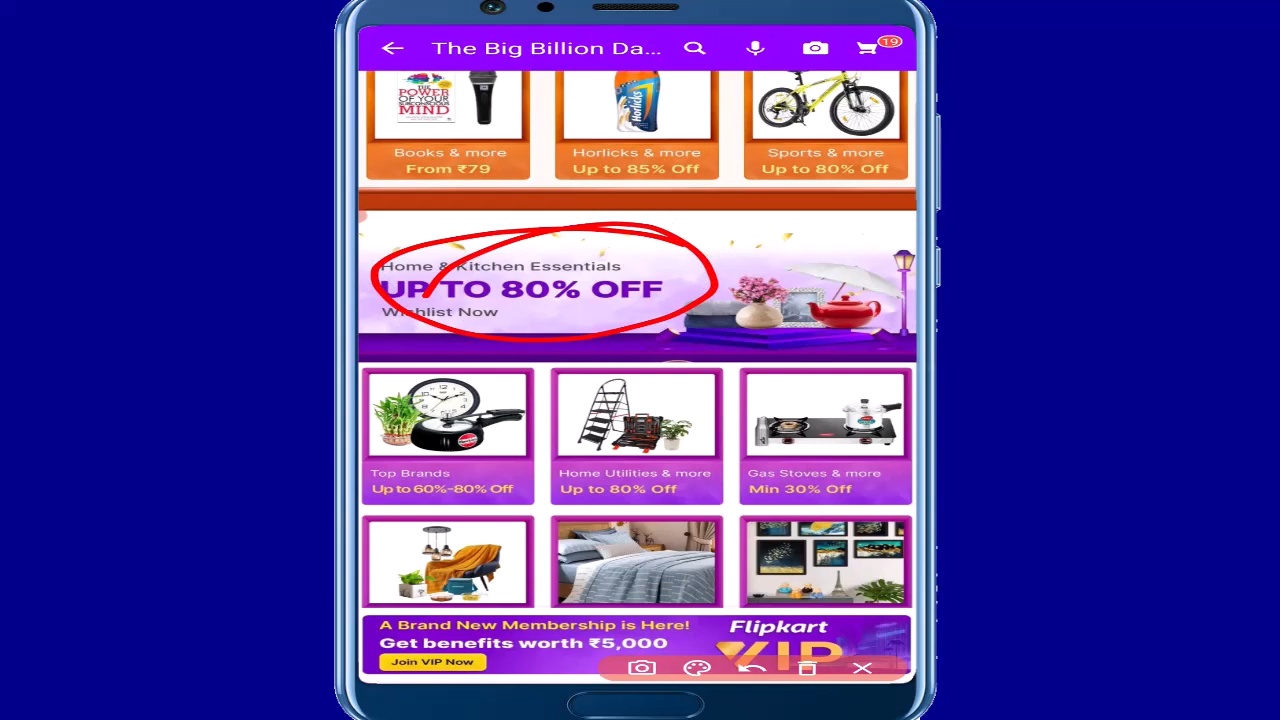 The Big Billion Da...
19
THE
POWER
OF YOUR
SUBCONSCIOUS
MIND
Horlicks
Books & more
From ₹79
Horlicks & more
Up to 85% Off
Sports & more
Up to 80% Off
Home & Kitchen Essentials
UP TO 80% OFF
Wishlist Now
Top Brands
Up to 60%-80% Off
Home Utilities & more
Up to 80% Off
Gas Stoves & more
Min 30% Off
A Brand New Membership is Here!
Get benefits worth ₹5,000
Join VIP Now
Flipkart
VIP